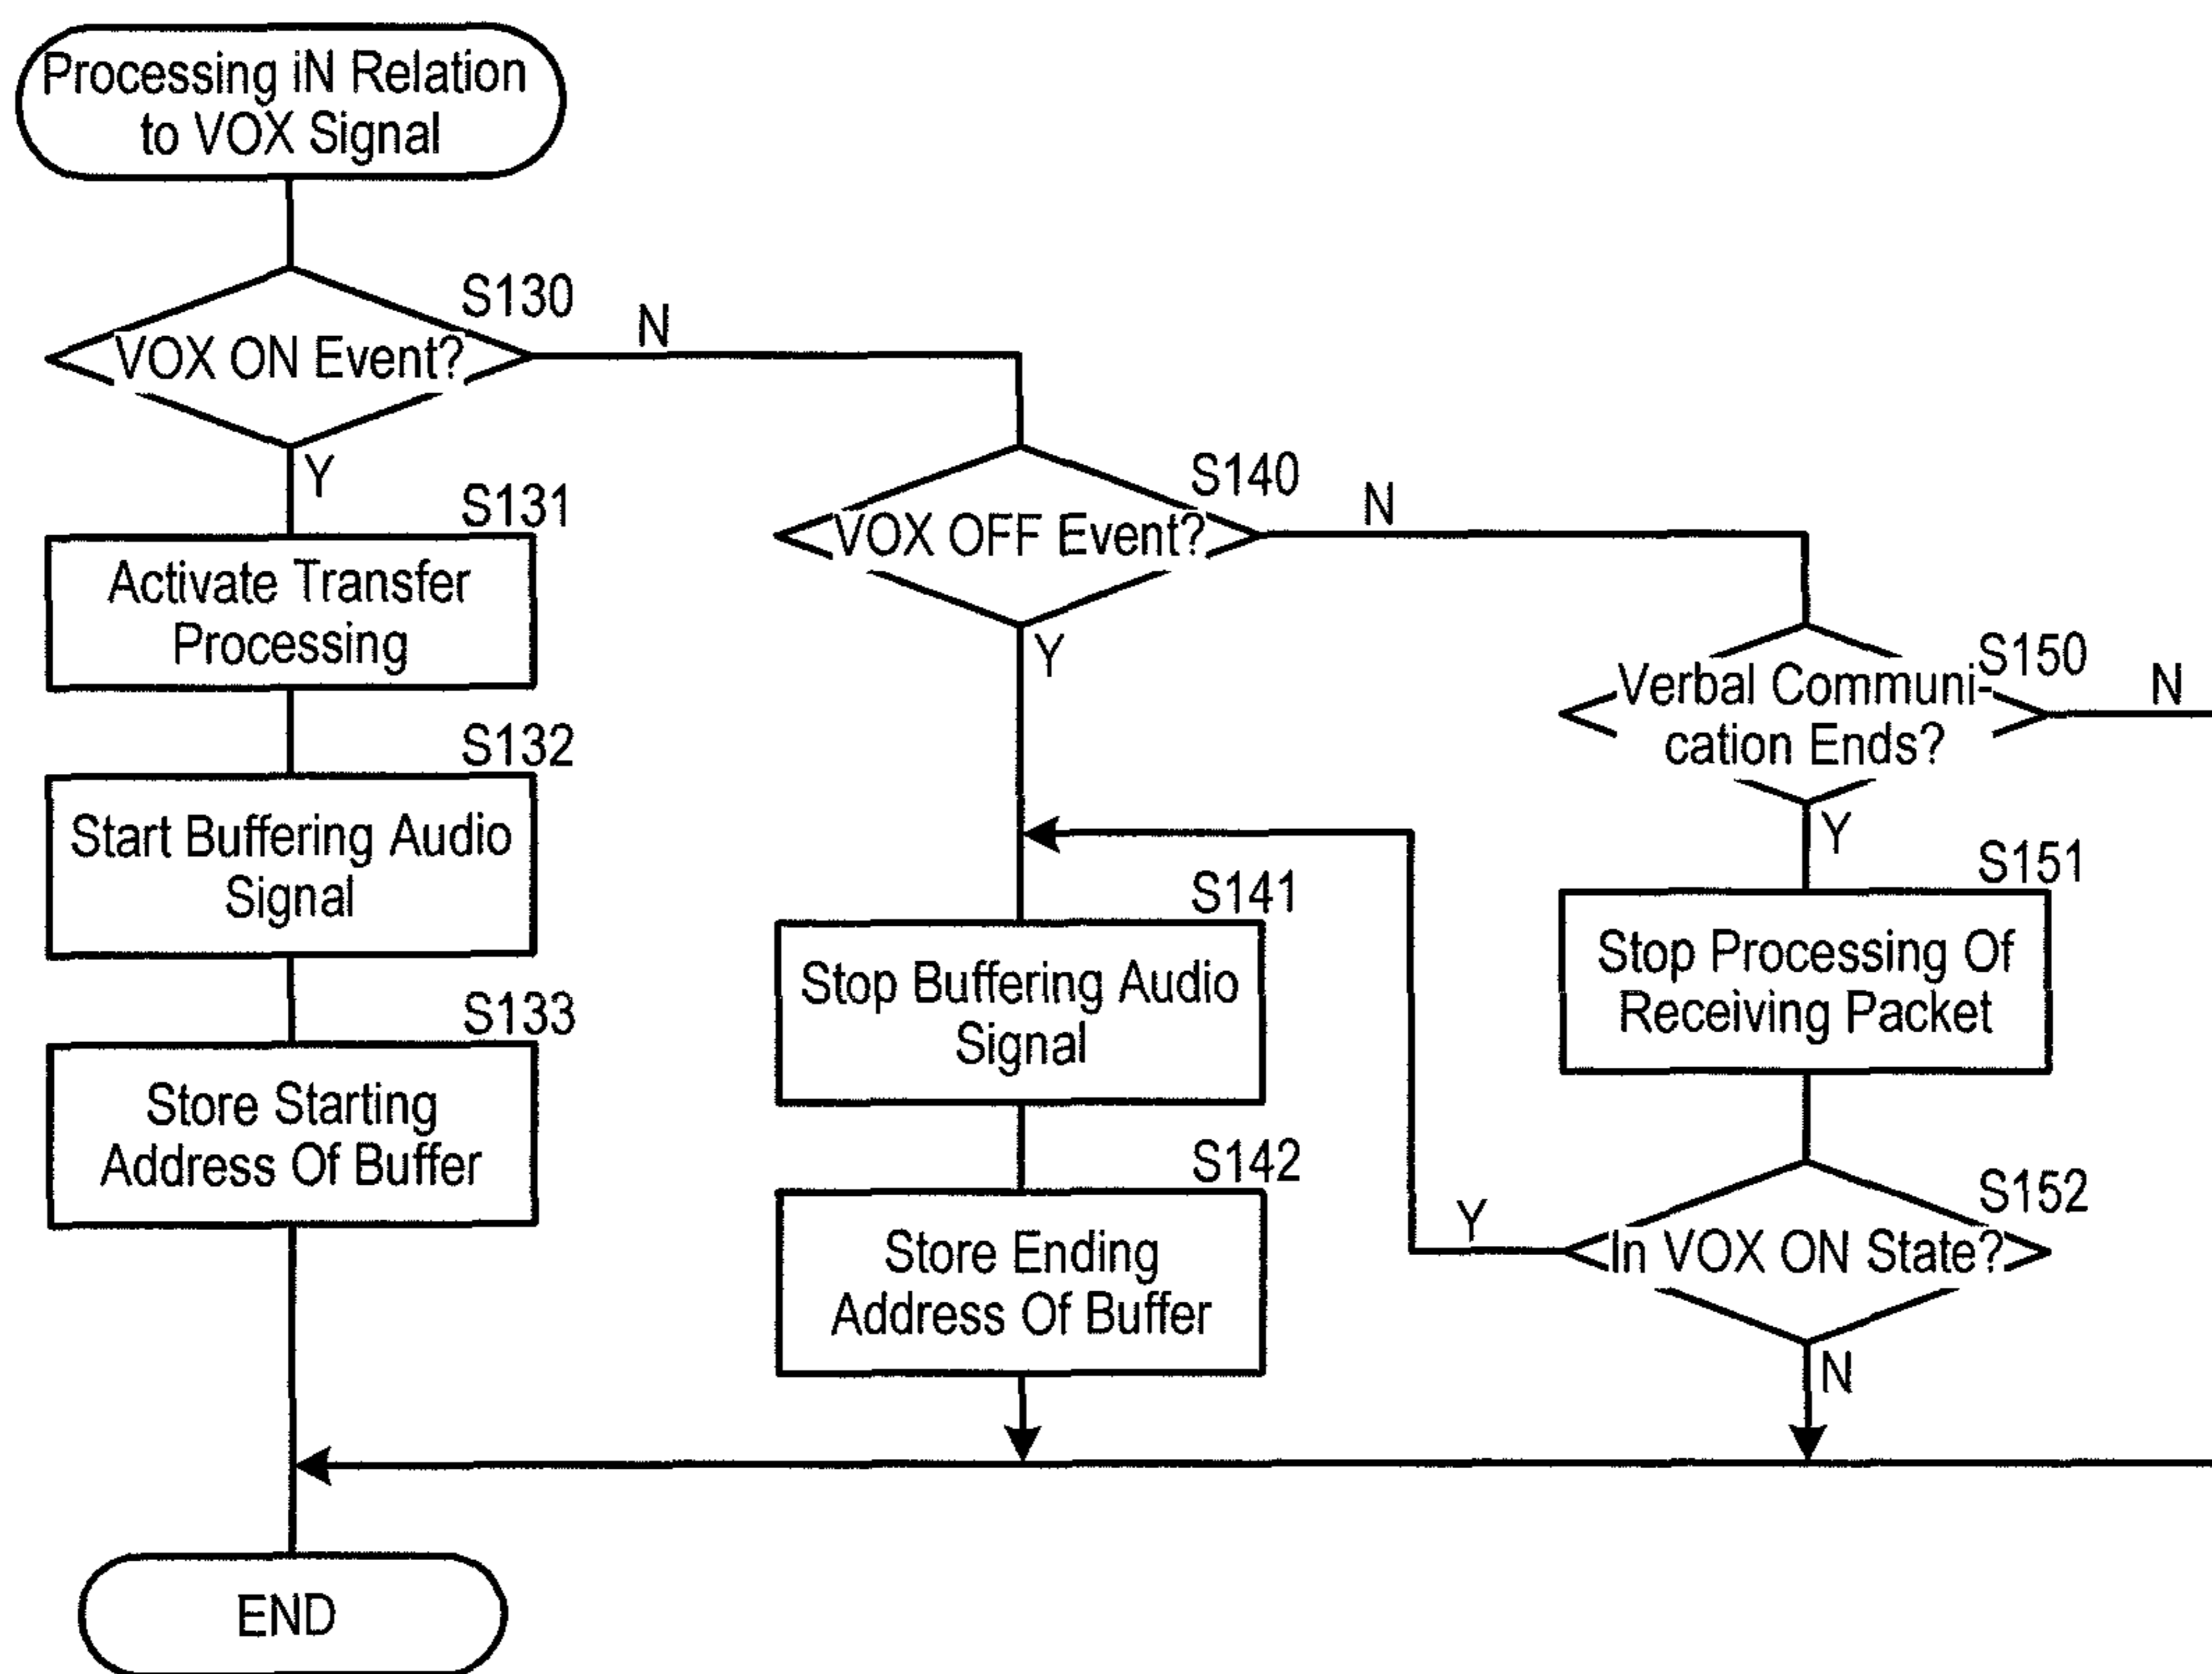 Processing iN Relation
to VOX Signal
S130
VOX ON Event?
N
Y
S131
Activate Transfer
Processing
S132
Start Buffering Audio
Signal
S133
Store Starting
Address Of Buffer
S140
VOX OFF Event?
N
Y
S141
Stop Buffering Audio
Signal
S142
Store Ending
Address Of Buffer
S150
Verbal Communi-
cation Ends?
N
Y
S151
Stop Processing Of
Receiving Packet
S152
In VOX ON State?
Y
N
END